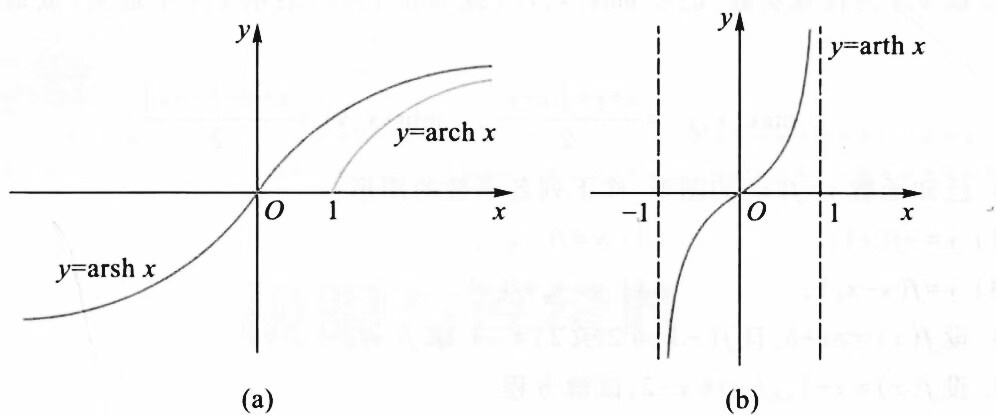 y
y=arch x
O
1
x
y=arsh x
(a)
y
y=arth x
-1
O
1
x
(b)